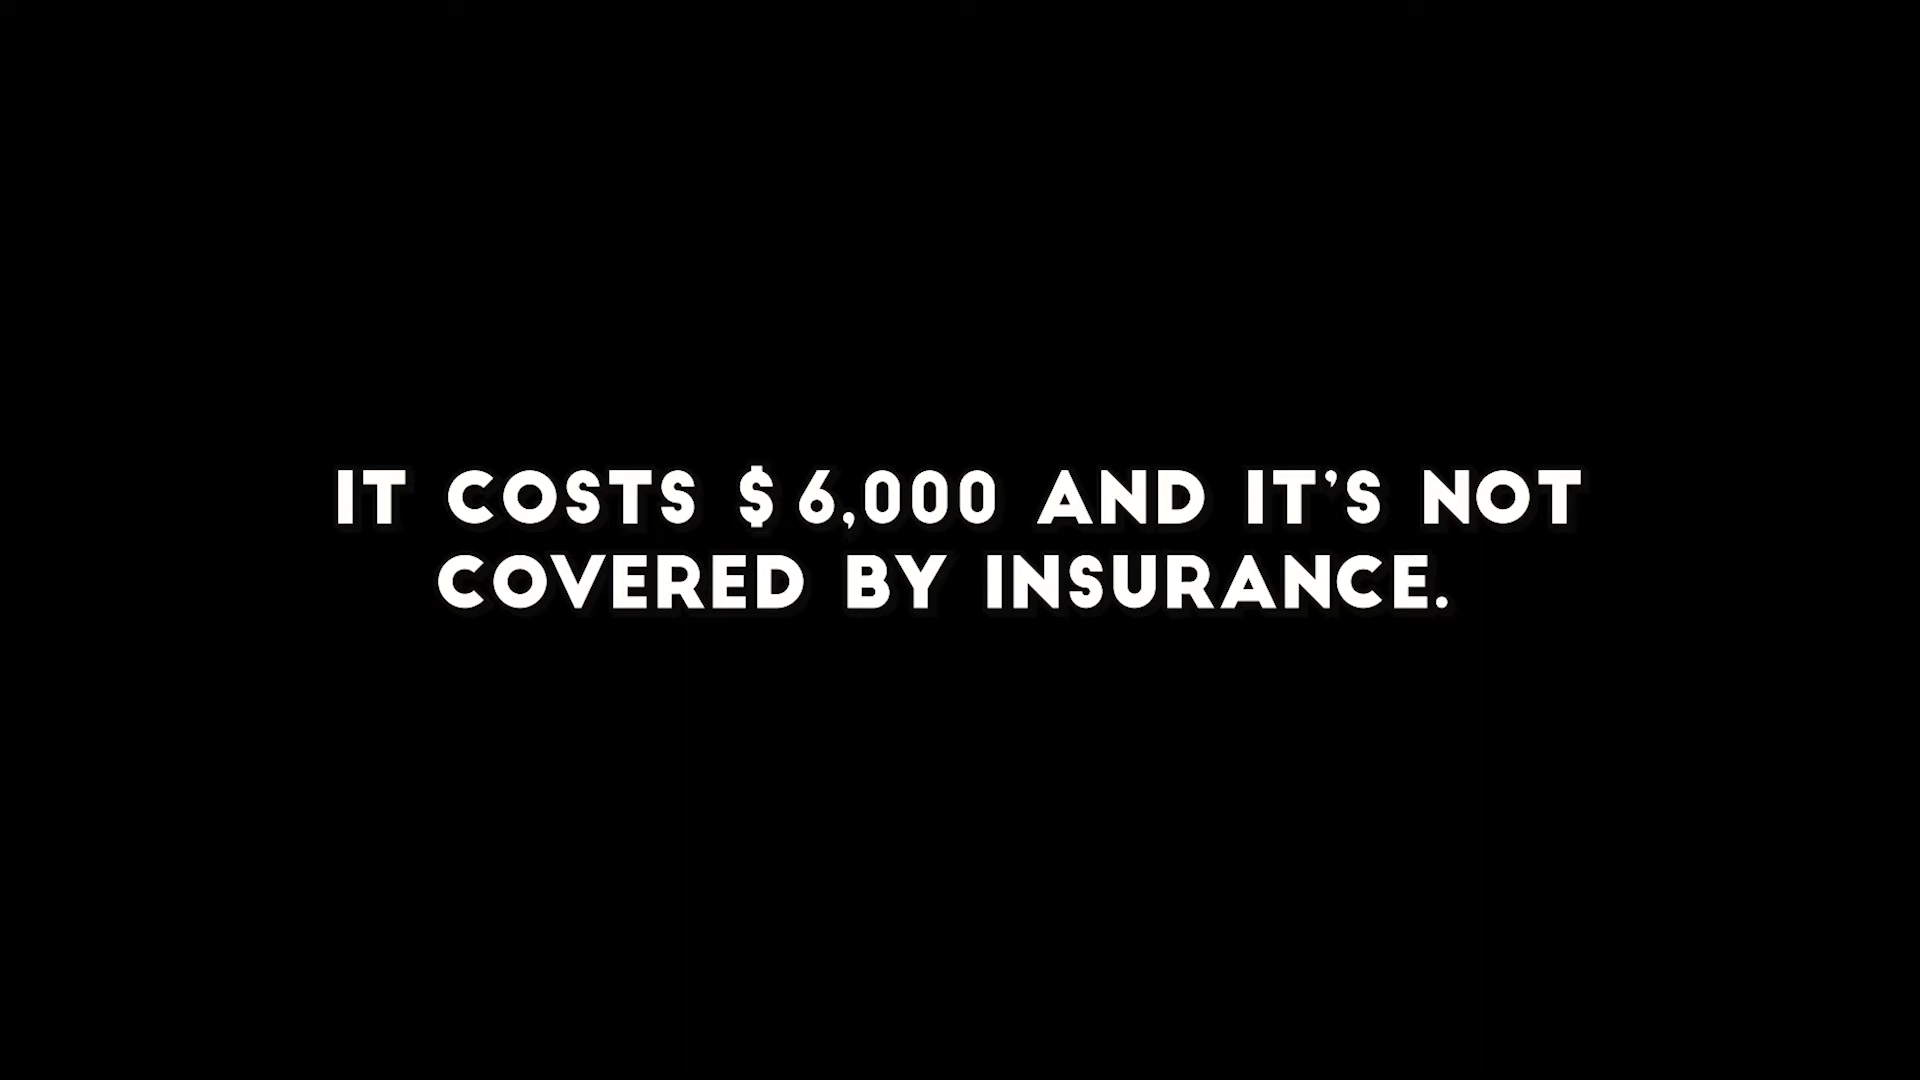 IT COSTS $6,000 AND IT'S NOT
COVERED BY INSURANCE.